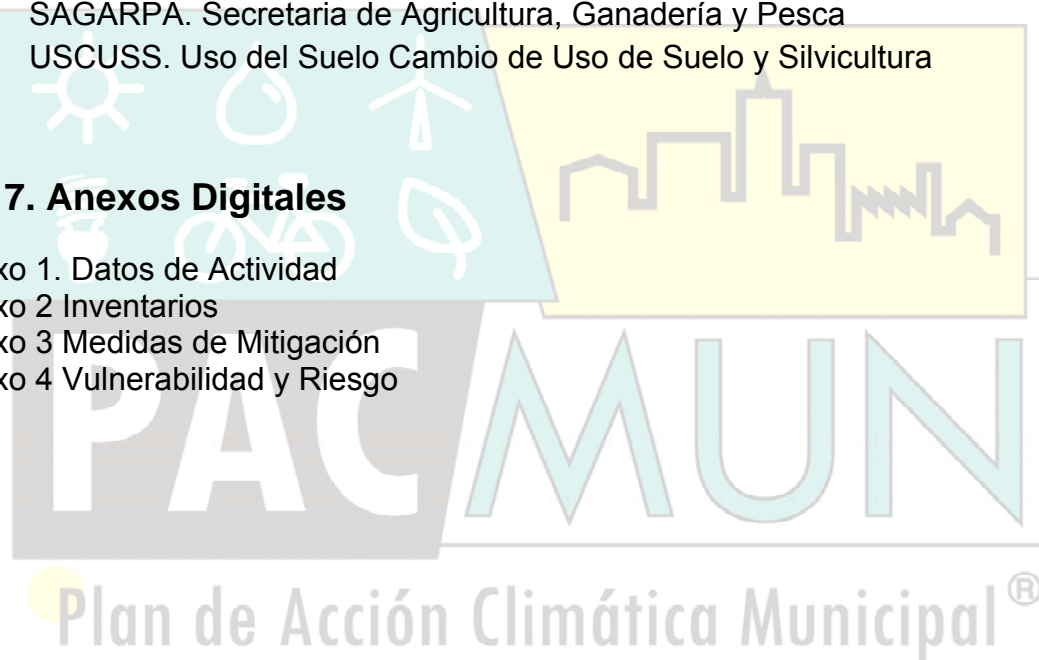 SAGARPA. Secretaria de Agricultura, Ganadería y Pesca
USCUSS. Uso del Suelo Cambio de Uso de Suelo y Silvicultura
7. Anexos Digitales
xo 1. Datos de Actividad
xo 2 Inventarios
xo 3 Medidas de Mitigación
xo 4 Vulnerabilidad y Riesgo
PACMUN
Plan de Acción Climática Municipal®